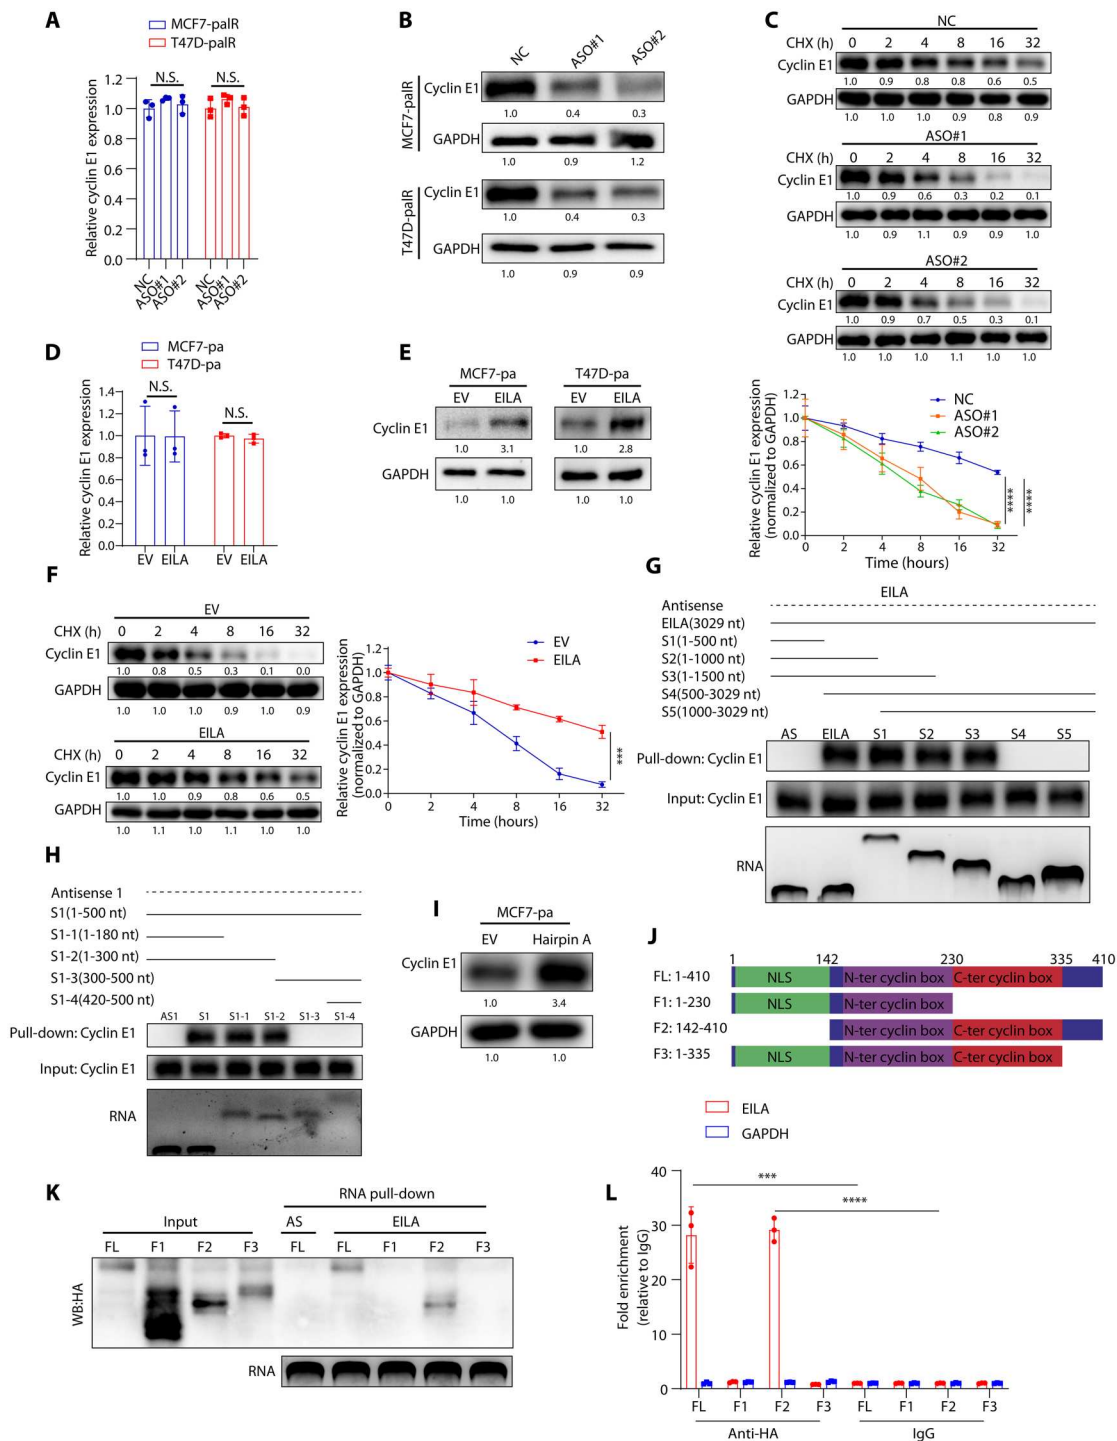 A
MCF7-palR
T47D-palR
Relative cyclin E1 expression
1.2
1.0
0.8
0.6
0.4
0.2
0.0
N.S.
N.S.
NC
ASO#1
ASO#2
NC
ASO#1
ASO#2
B
NC ASO#1 ASO#2
MCF7-palR
Cyclin E1
1.0 0.4 0.3
GAPDH
1.0 0.9 1.2
T47D-palR
Cyclin E1
1.0 0.4 0.3
GAPDH
1.0 0.9 0.9
C
NC
CHX (h) 0 2 4 8 16 32
Cyclin E1
1.0 0.9 0.8 0.8 0.6 0.5
GAPDH
1.0 0.9 0.9 0.9 0.8 0.9
ASO#1
CHX (h) 0 2 4 8 16 32
Cyclin E1
1.0 0.9 0.6 0.3 0.2 0.1
GAPDH
1.0 0.9 1.1 0.9 0.9 1.0
ASO#2
CHX (h) 0 2 4 8 16 32
Cyclin E1
1.0 0.9 0.7 0.5 0.3 0.1
GAPDH
1.0 1.0 1.0 1.1 1.0 1.0
Relative cyclin E1 expression
(normalized to GAPDH)
1.2
1.0
0.8
0.6
0.4
0.2
0.0
NC
ASO#1
ASO#2
****
****
0 2 4 8 16 32
Time (hours)
D
MCF7-pa
T47D-pa
Relative cyclin E1 expression
1.4
1.2
1.0
0.8
0.6
0.4
0.2
0.0
N.S.
N.S.
EV EILA EV EILA
E
MCF7-pa T47D-pa
EV EILA EV EILA
Cyclin E1
1.0 3.1 1.0 2.8
GAPDH
1.0 1.0 1.0 1.0
F
EV
CHX (h) 0 2 4 8 16 32
Cyclin E1
1.0 0.8 0.5 0.3 0.1 0.0
GAPDH
1.0 1.0 1.0 0.9 1.0 0.9
EILA
CHX (h) 0 2 4 8 16 32
Cyclin E1
1.0 1.0 0.9 0.8 0.6 0.5
GAPDH
1.0 1.1 1.0 1.1 1.0 1.0
Relative cyclin E1 expression
(normalized to GAPDH)
1.2
1.0
0.8
0.6
0.4
0.2
0.0
EV
EILA
***
0 2 4 8 16 32
Time (hours)
G
EILA
Antisense
EILA(3029 nt)
S1(1-500 nt)
S2(1-1000 nt)
S3(1-1500 nt)
S4(500-3029 nt)
S5(1000-3029 nt)
AS EILA S1 S2 S3 S4 S5
Pull-down: Cyclin E1
Input: Cyclin E1
RNA
H
Antisense 1
S1(1-500 nt)
S1-1(1-180 nt)
S1-2(1-300 nt)
S1-3(300-500 nt)
S1-4(420-500 nt)
AS1 S1 S1-1 S1-2 S1-3 S1-4
Pull-down: Cyclin E1
Input: Cyclin E1
RNA
I
MCF7-pa
EV Hairpin A
Cyclin E1
1.0 3.4
GAPDH
1.0 1.0
J
1 142 230 335 410
FL: 1-410 NLS N-ter cyclin box C-ter cyclin box
F1: 1-230 NLS N-ter cyclin box
F2: 142-410 N-ter cyclin box C-ter cyclin box
F3: 1-335 NLS N-ter cyclin box C-ter cyclin box
K
RNA pull-down
Input AS EILA
FL F1 F2 F3 FL FL F1 F2 F3
WB:HA
RNA
L
EILA
GAPDH
Fold enrichment
(relative to IgG)
40
30
20
10
0
***
****
FL F1 F2 F3 FL F1 F2 F3
Anti-HA IgG